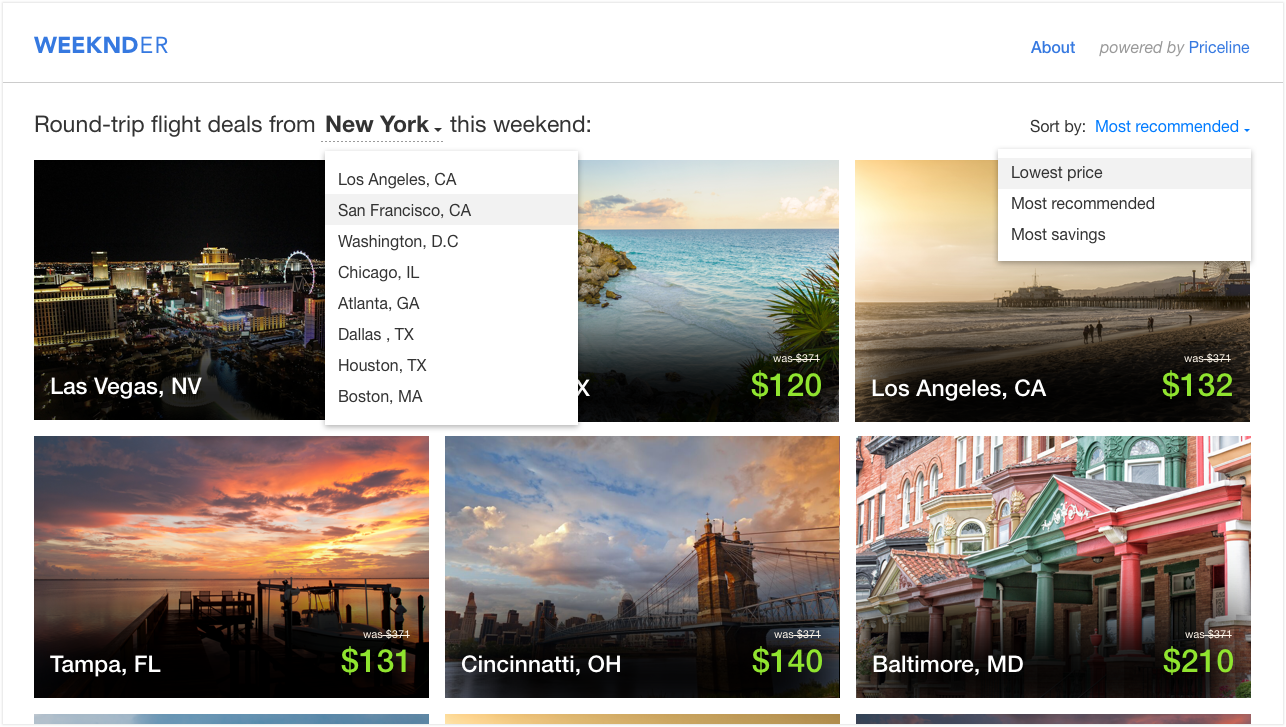 WEEKNDER
About powered by Priceline
Round-trip flight deals from New York this weekend:
Sort by: Most recommended
Los Angeles, CA
San Francisco, CA
Washington, D.C
Chicago, IL
Atlanta, GA
Dallas , TX
Houston, TX
Boston, MA
Lowest price
Most recommended
Most savings
Las Vegas, NV
X
was $371
$120
Los Angeles, CA
was $371
$132
Tampa, FL
was $371
$131
Cincinnatti, OH
was $371
$140
Baltimore, MD
was $371
$210